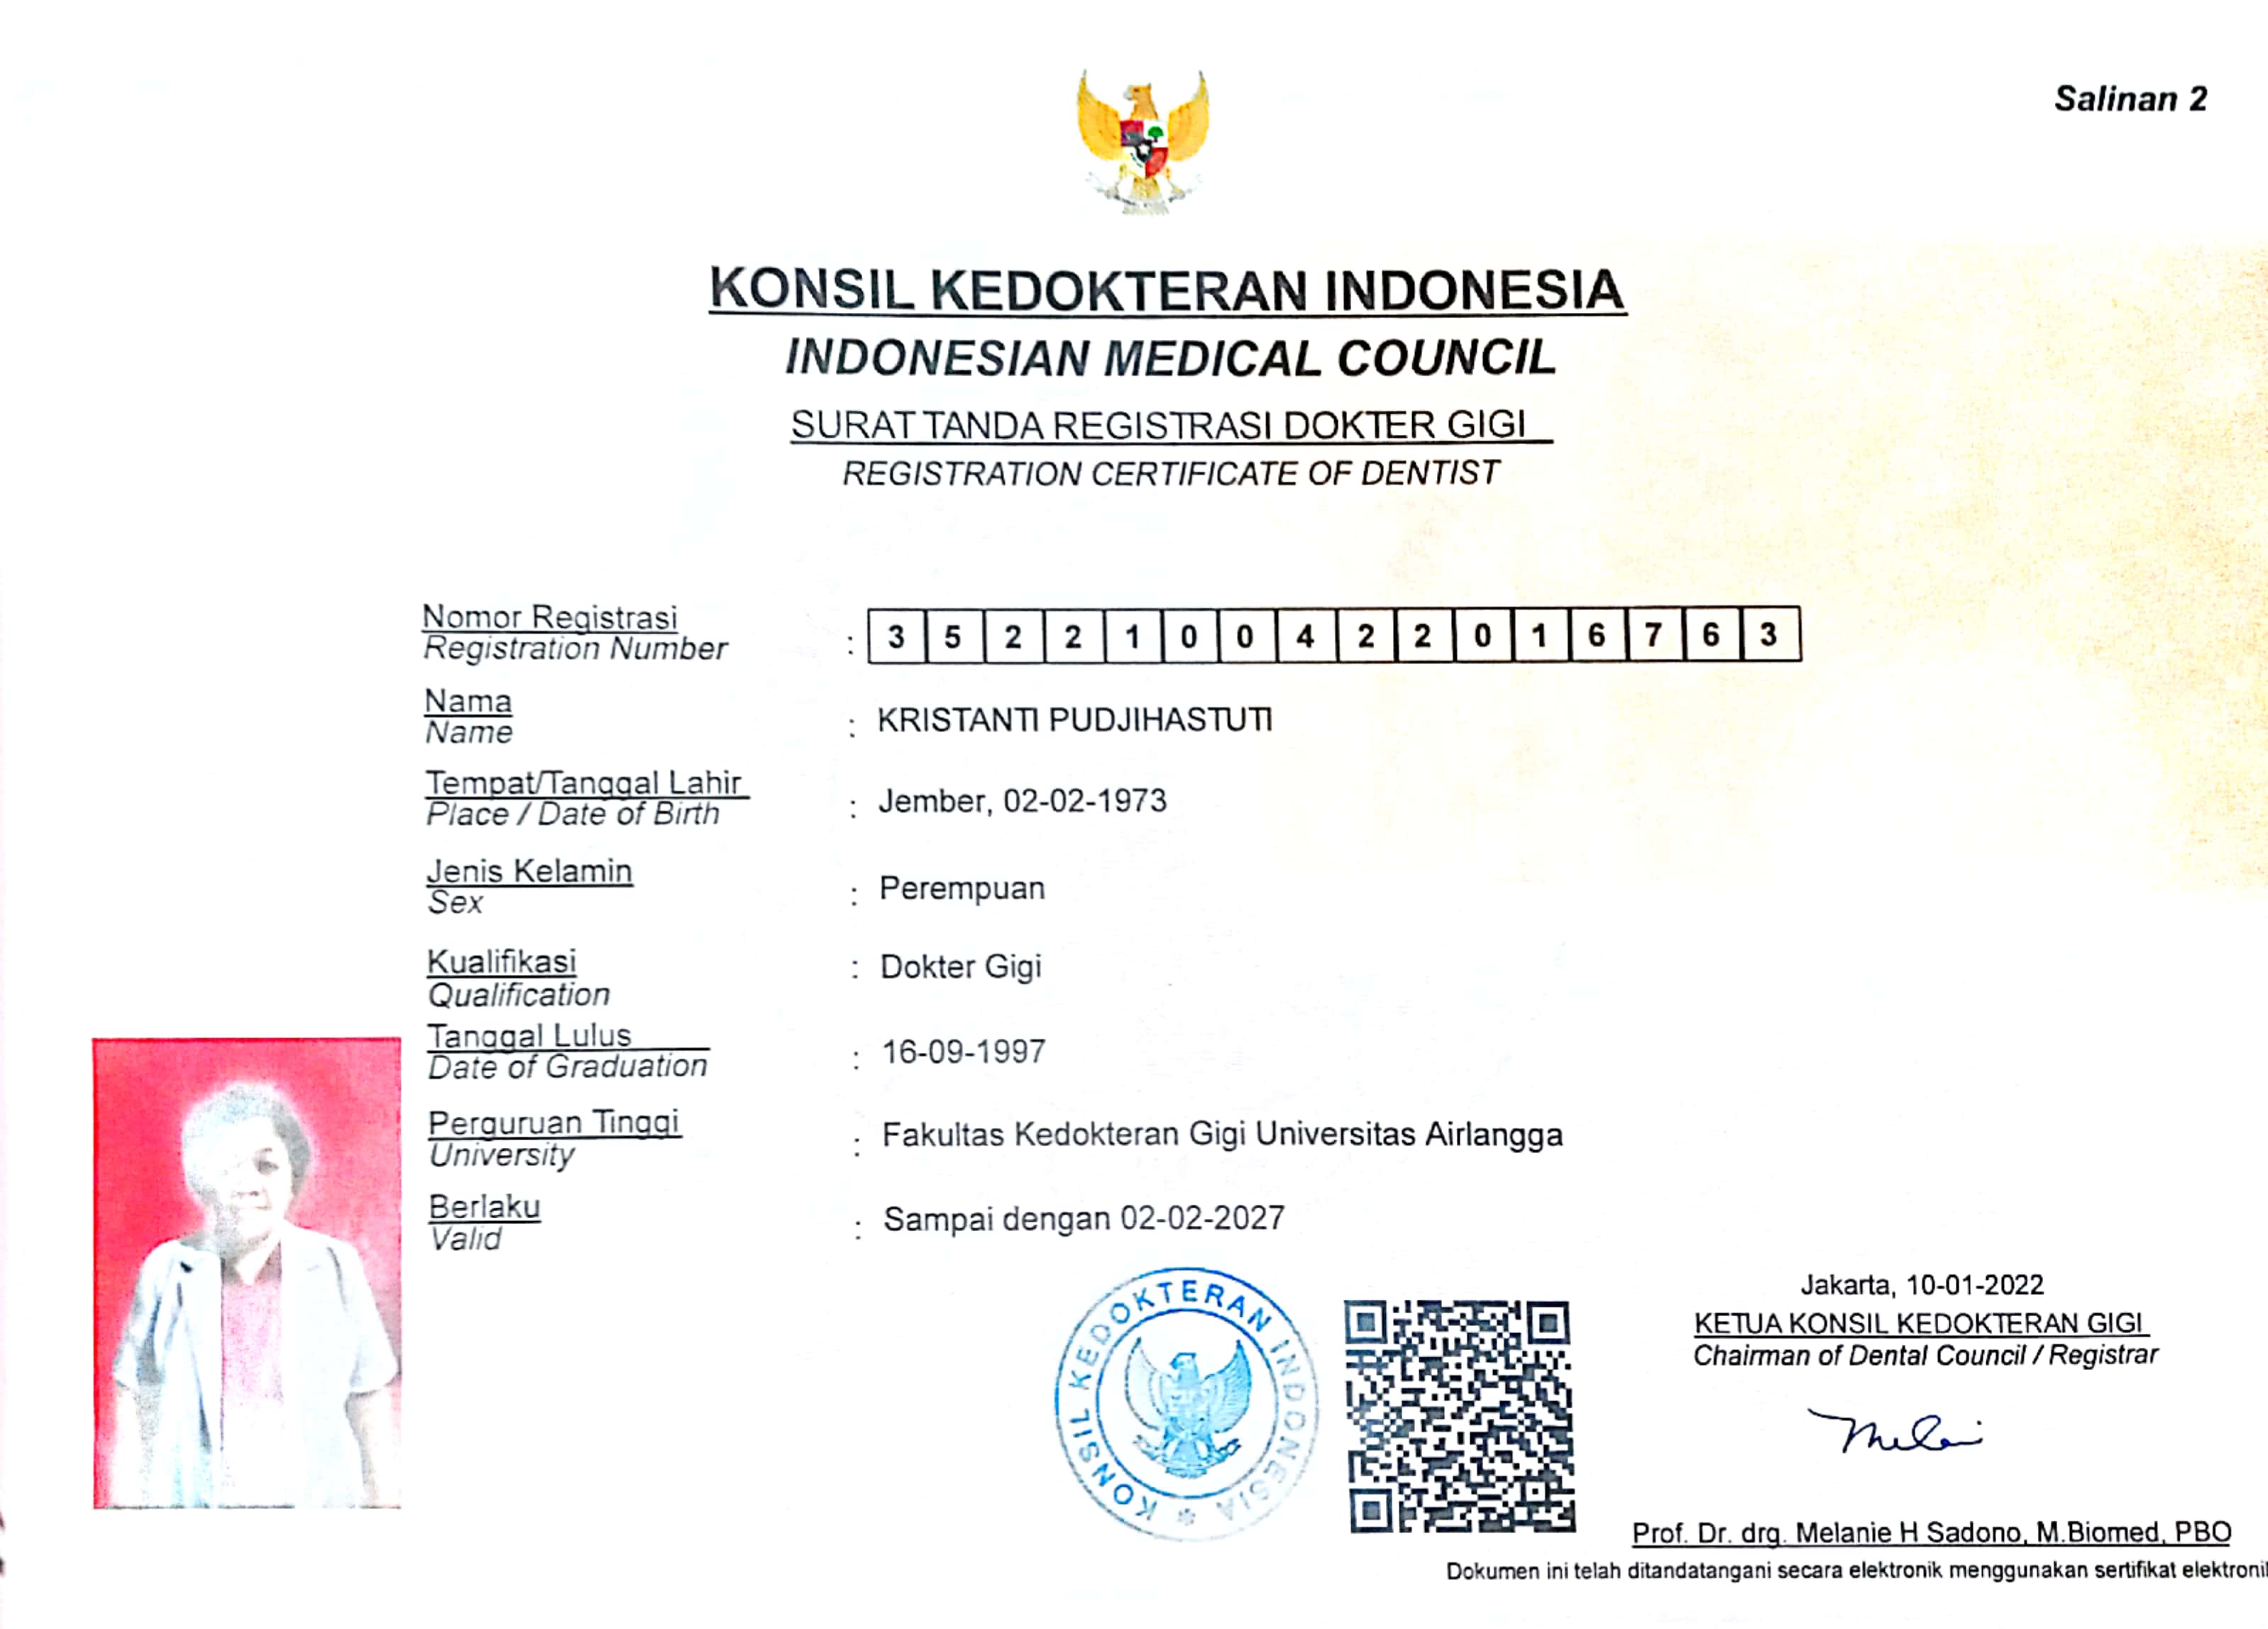 Salinan 2
KONSIL KEDOKTERAN INDONESIA
INDONESIAN MEDICAL COUNCIL
SURAT TANDA REGISTRASI DOKTER GIGI
REGISTRATION CERTIFICATE OF DENTIST
Nomor Registrasi
Registration Number : 3 5 2 2 1 0 0 4 2 2 0 1 6 7 6 3
Nama
Name : KRISTANTI PUDJIHASTUTI
Tempat/Tanggal Lahir
Place / Date of Birth : Jember, 02-02-1973
Jenis Kelamin
Sex : Perempuan
Kualifikasi
Qualification : Dokter Gigi
Tanggal Lulus
Date of Graduation : 16-09-1997
Perguruan Tinggi
University : Fakultas Kedokteran Gigi Universitas Airlangga
Berlaku
Valid : Sampai dengan 02-02-2027
KONSIL KEDOKTERAN INDONESIA
Jakarta, 10-01-2022
KETUA KONSIL KEDOKTERAN GIGI
Chairman of Dental Council / Registrar
Prof. Dr. drg. Melanie H Sadono, M.Biomed, PBO
Dokumen ini telah ditandatangani secara elektronik menggunakan sertifikat elektroni